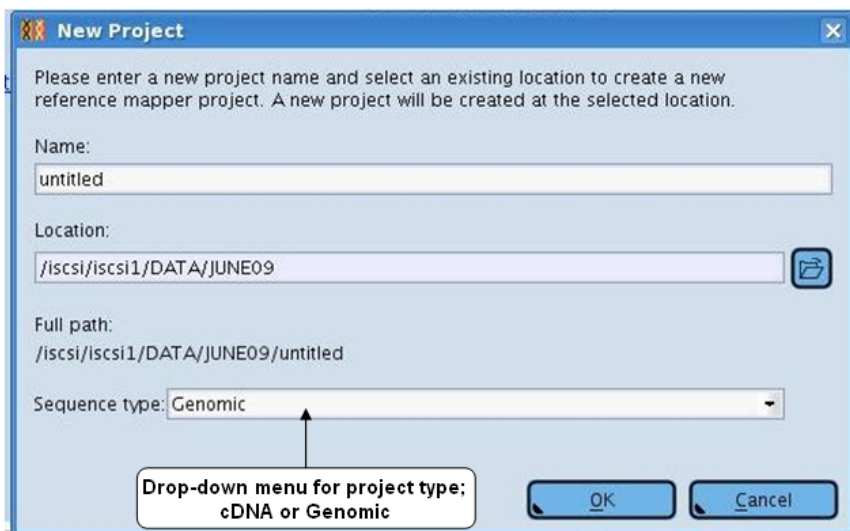 New Project
Please enter a new project name and select an existing location to create a new
reference mapper project. A new project will be created at the selected location.
Name:
untitled
Location:
/iscsi/iscsi1/DATA/JUNE09
Full path:
/iscsi/iscsi1/DATA/JUNE09/untitled
Sequence type: Genomic
Drop-down menu for project type;
cDNA or Genomic
OK
Cancel